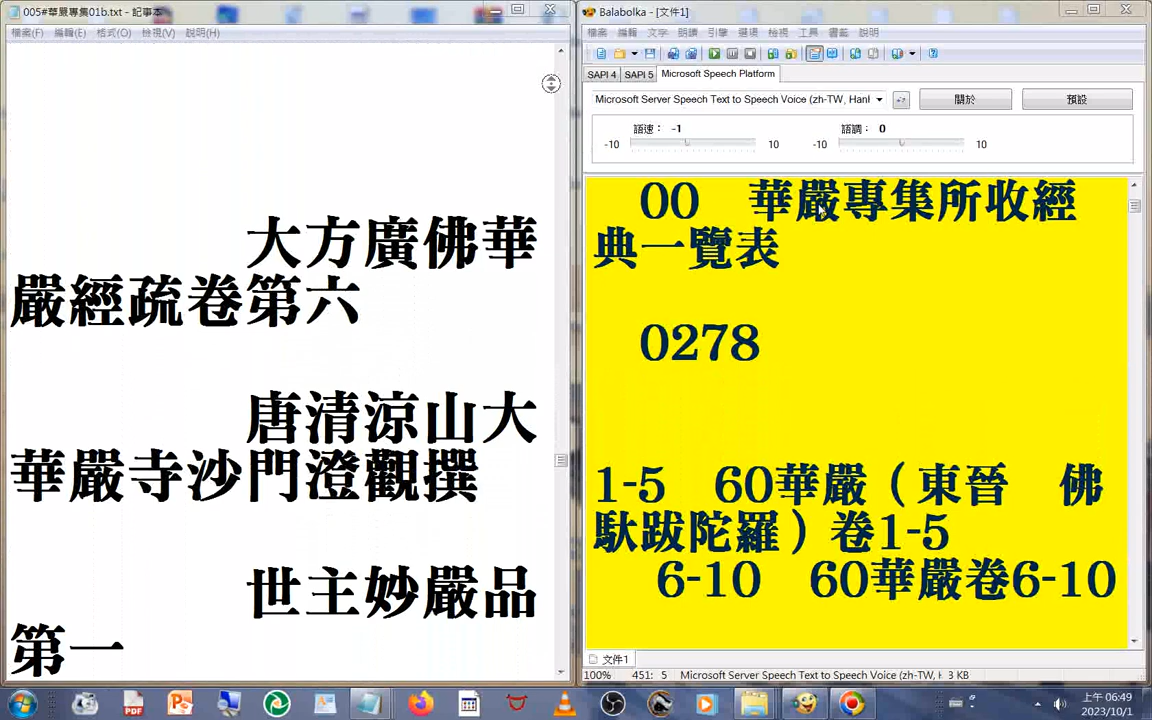 005#華嚴專集01b.txt - 記事本
檔案(F) 編輯(E) 格式(O) 檢視(V) 說明(H)
大方廣佛華
嚴經疏卷第六
唐清涼山大
華嚴寺沙門澄觀撰
世主妙嚴品
第一
Balabolka - [文件1]
檔案 編輯 文字 朗讀 引擎 選項 檢視 工具 書籤 說明
SAPI 4 SAPI 5 Microsoft Speech Platform
Microsoft Server Speech Text to Speech Voice (zh-TW, Hanl
關於 預設
語速： -1 語調： 0
-10 10 -10 10
00 華嚴專集所收經
典一覽表
0278
1-5 60華嚴（東晉 佛
馱跋陀羅）卷1-5
6-10 60華嚴卷6-10
文件1
100% 451: 5 Microsoft Speech Text to Speech Voice (zh-TW, 3 KB
上午 06:49
2023/10/1